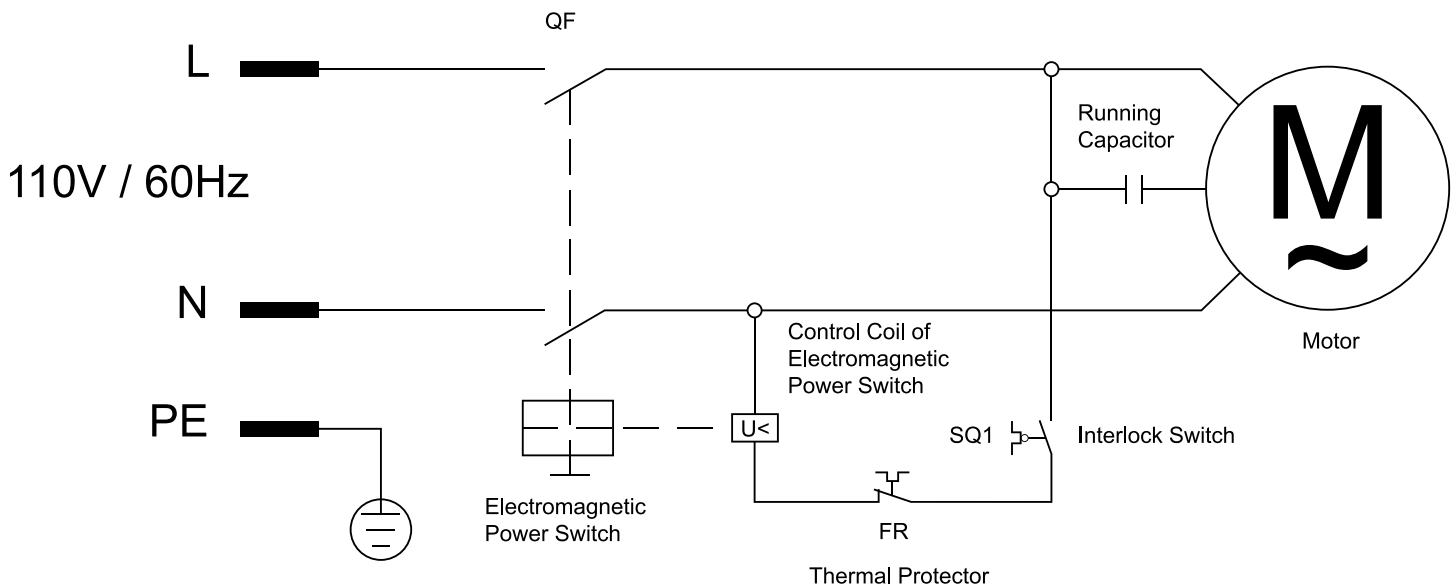 QF
L
Running
Capacitor
M
~
110V / 60Hz
N
Control Coil of
Electromagnetic
Power Switch
Motor
PE
U<
SQ1
Interlock Switch
Electromagnetic
Power Switch
FR
Thermal Protector